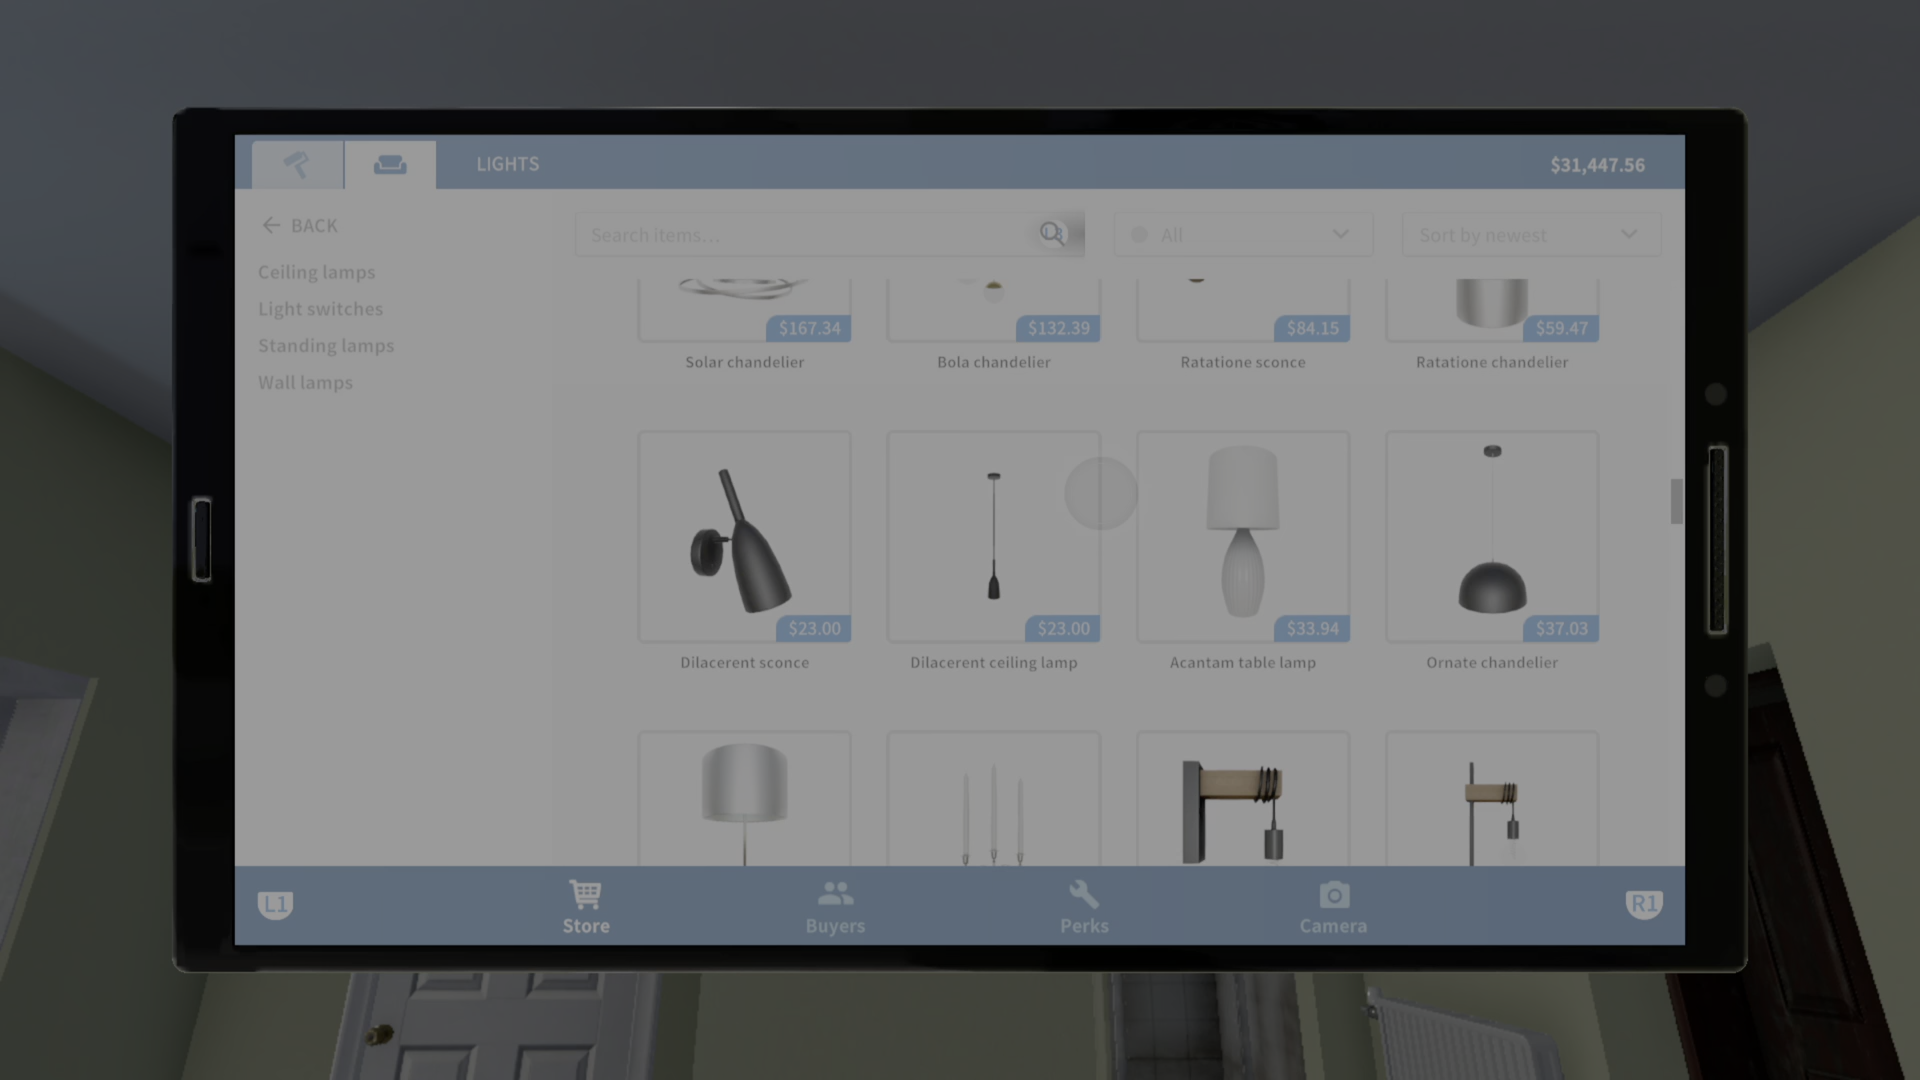 LIGHTS
$31,447.56
BACK
Search items...
All
Sort by newest
Ceiling lamps
Light switches
Standing lamps
Wall lamps
$167.34
$132.39
$84.15
$59.47
Solar chandelier
Bola chandelier
Ratatione sconce
Ratatione chandelier
$23.00
$23.00
$33.94
$37.03
Dilacerent sconce
Dilacerent ceiling lamp
Acantam table lamp
Ornate chandelier
L1
Store
Buyers
Perks
Camera
R1